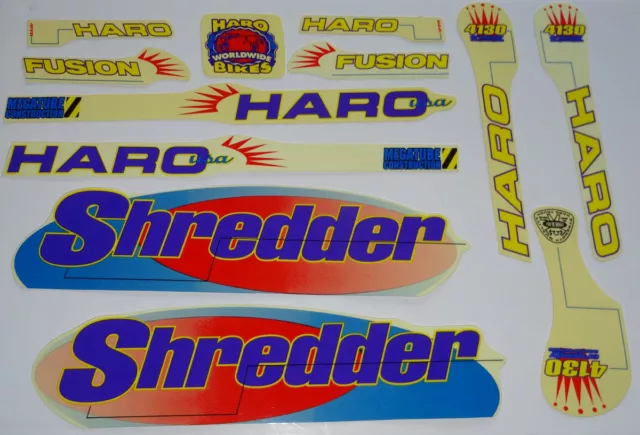 HARO
HARO
WORLDWIDE
BIKES
HARO
FUSION
FUSION
MEGATUBE
CONSTRUCTION
HARO usa
HARO usa
MEGATUBE
CONSTRUCTION
Shredder
Shredder
4130
HARO
4130
HARO
4130